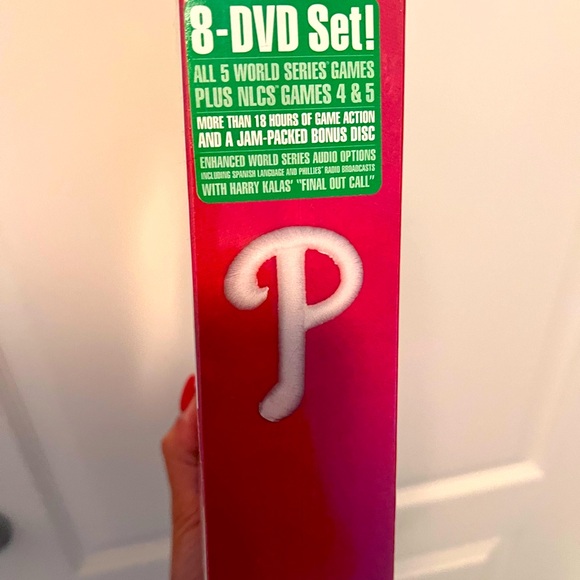 8-DVD Set!
ALL 5 WORLD SERIES® GAMES
PLUS NLCS™ GAMES 4 & 5
MORE THAN 18 HOURS OF GAME ACTION
AND A JAM-PACKED BONUS DISC
ENHANCED WORLD SERIES AUDIO OPTIONS
INCLUDING SPANISH LANGUAGE AND PHILLIES® RADIO BROADCASTS
WITH HARRY KALAS' "FINAL OUT CALL"
P